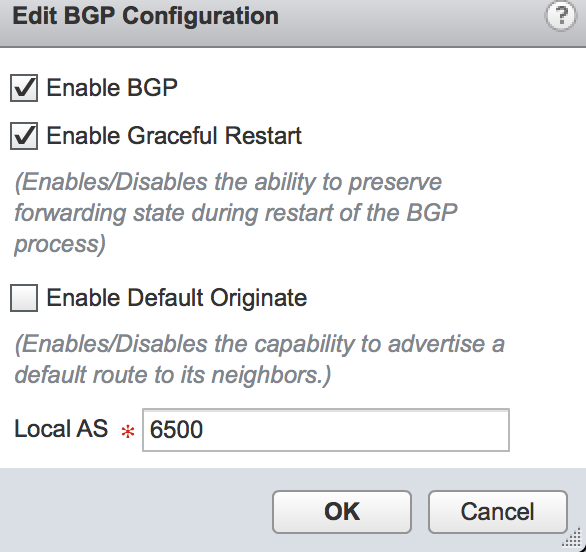 Edit BGP Configuration
?
Enable BGP
Enable Graceful Restart
(Enables/Disables the ability to preserve
forwarding state during restart of the BGP
process)
Enable Default Originate
(Enables/Disables the capability to advertise a
default route to its neighbors.)
Local AS * 6500
OK Cancel